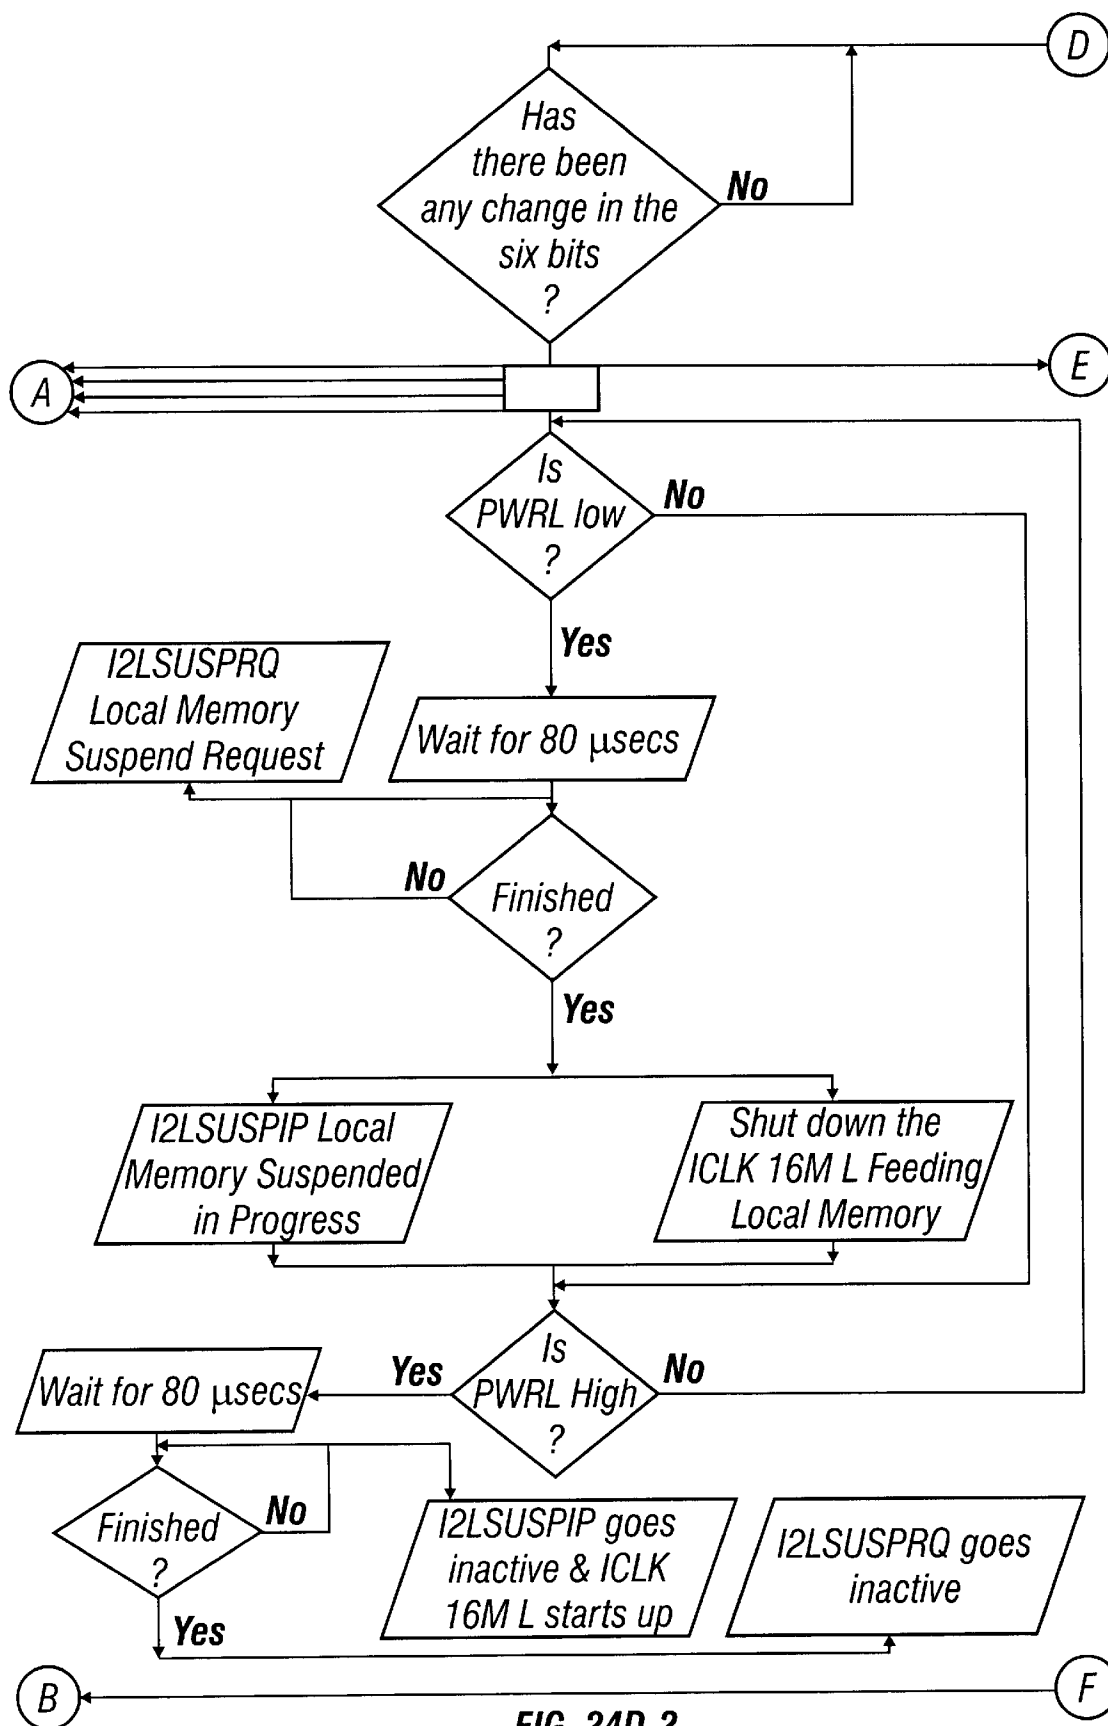 D
Has
there been
any change in the
six bits
?
No
A
E
Is
PWRL low
?
No
Yes
I2LSUSPRQ
Local Memory
Suspend Request
Wait for 80 μsecs
No
Finished
?
Yes
I2LSUSPIP Local
Memory Suspended
in Progress
Shut down the
ICLK 16M L Feeding
Local Memory
Is
PWRL High
?
Yes
No
Wait for 80 μsecs
Finished
?
No
Yes
I2LSUSPIP goes
inactive & ICLK
16M L starts up
I2LSUSPRQ goes
inactive
B
F